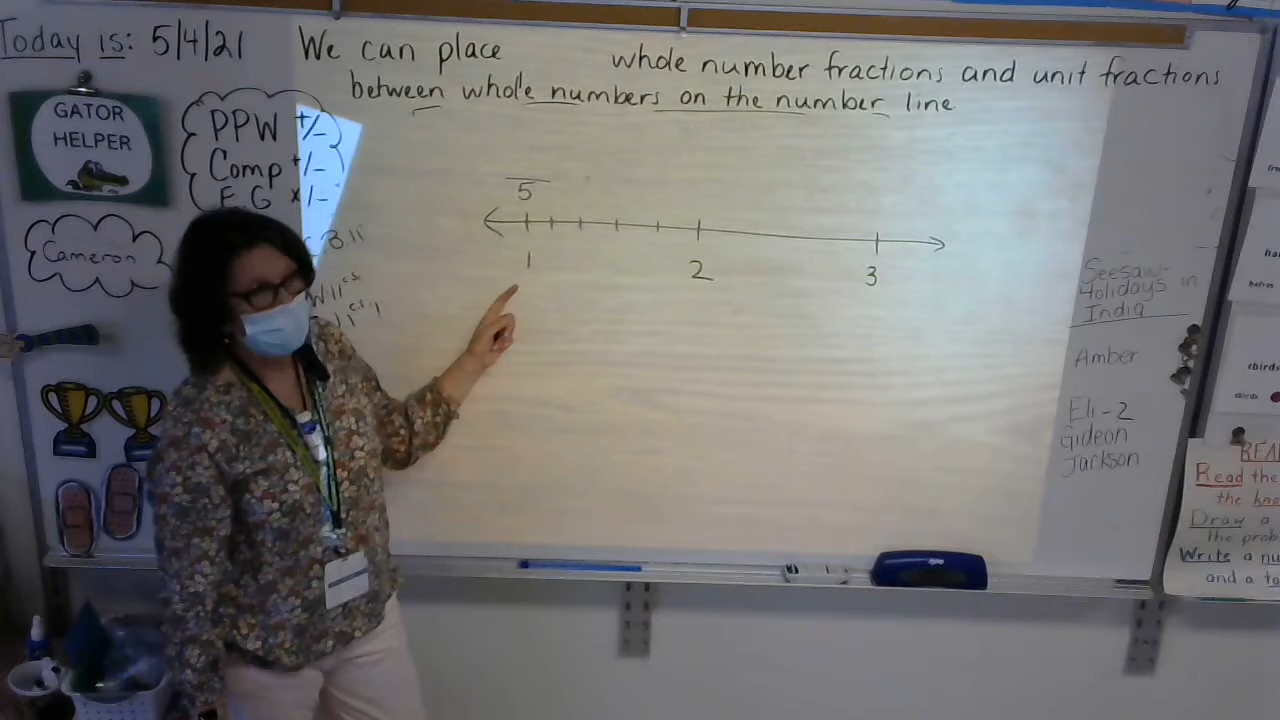 Today is: 5/4/21
We can place whole number fractions and unit fractions
between whole numbers on the number line
GATOR
HELPER
PPW +/-
Comp +/-
F.G x/-
Cameron
5
1 2 3
Seesaw-
Holidays in
India
Amber
Eli-2
Gideon
Jackson
Read the
the
Draw a
the
Write a
and a